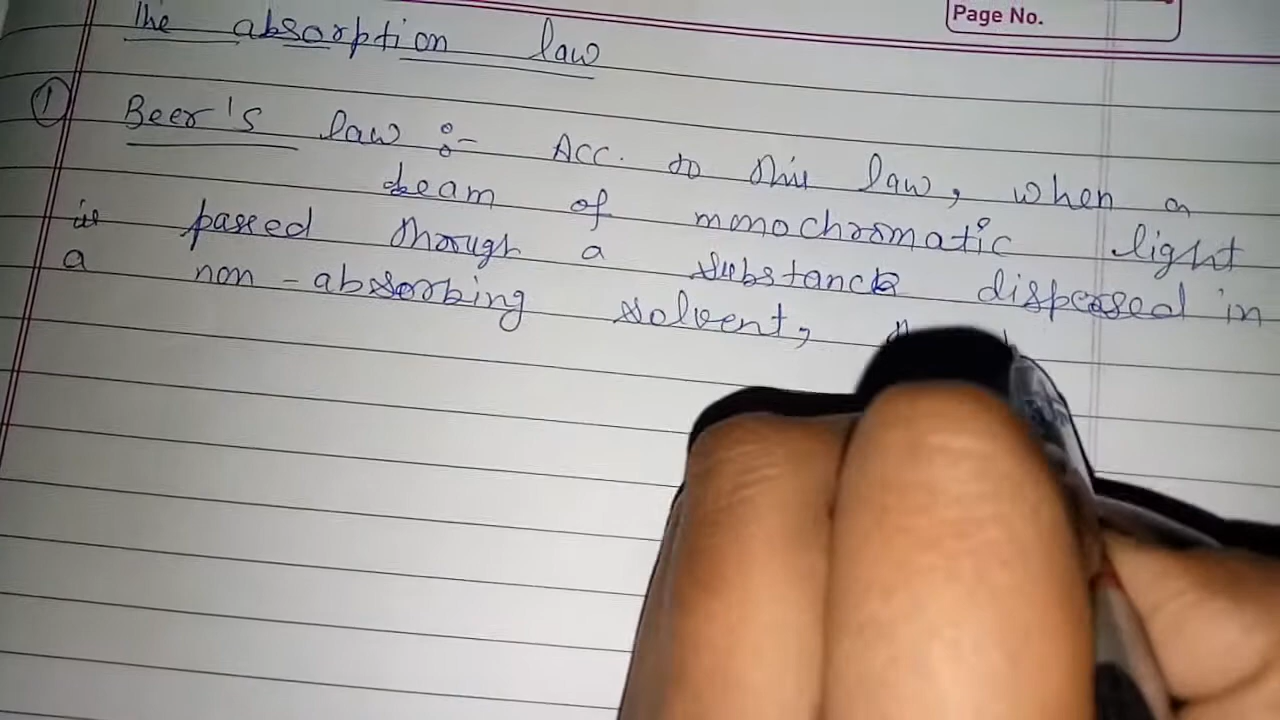 Page No.
The absorption law
① Beer's law :- Acc. to this law, when a
beam of monochromatic light
is passed through a substance dispersed in
a non-absorbing solvent,